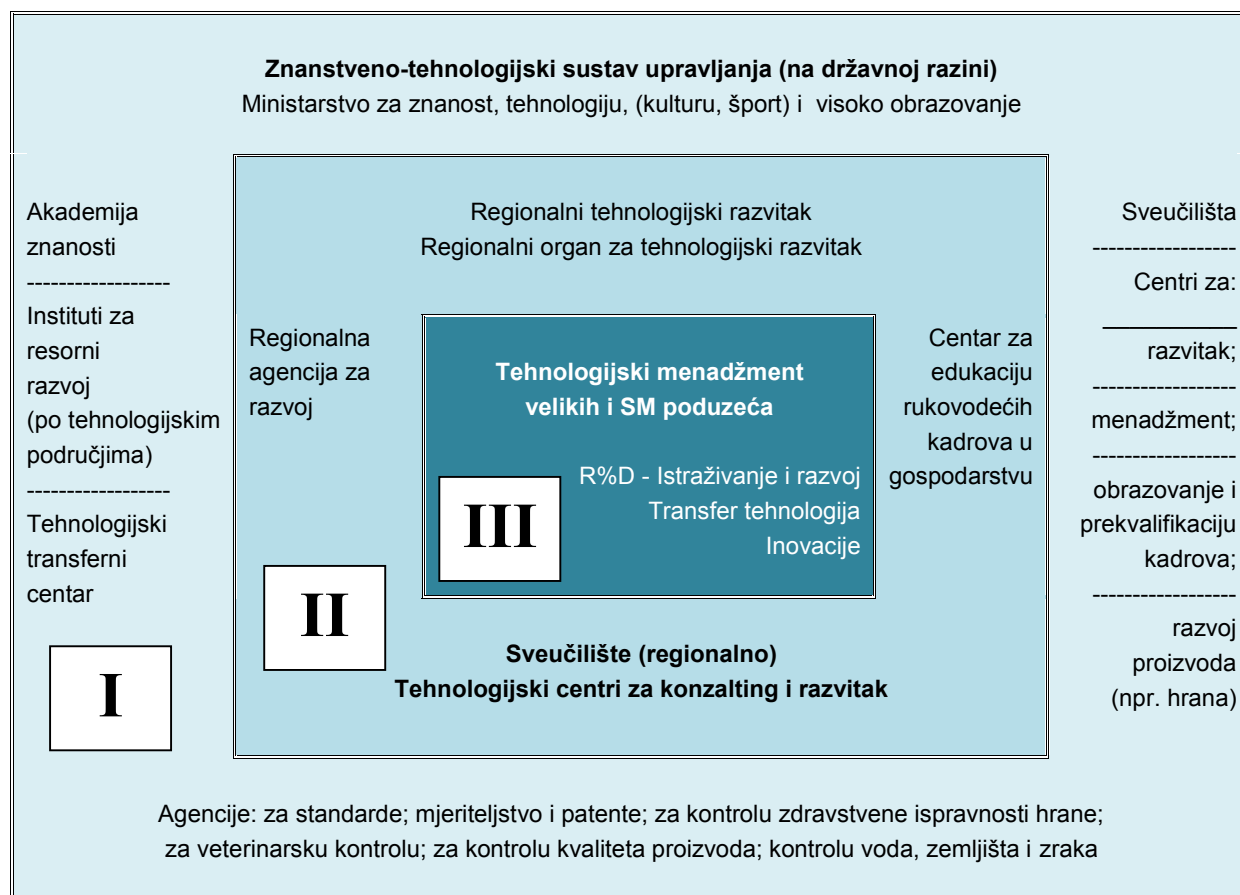 Znanstveno-tehnologijski sustav upravljanja (na državnoj razini)
Ministarstvo za znanost, tehnologiju, (kulturu, šport) i  visoko obrazovanje
Akademija
znanosti
------------------
Instituti za
resorni
razvoj
(po tehnologijskim
područjima)
------------------
Tehnologijski
transferni
centar
I
Regionalni tehnologijski razvitak
Regionalni organ za tehnologijski razvitak
Regionalna
agencija za
razvoj
II
Tehnologijski menadžment
velikih i SM poduzeća
R%D - Istraživanje i razvoj
Transfer tehnologija
Inovacije
III
Centar za
edukaciju
rukovodećih
kadrova u
gospodarstvu
Sveučilište (regionalno)
Tehnologijski centri za konzalting i razvitak
Sveučilišta
------------------
Centri za:
__________
razvitak;
------------------
menadžment;
------------------
obrazovanje i
prekvalifikaciju
kadrova;
------------------
razvoj
proizvoda
(npr. hrana)
Agencije: za standarde; mjeriteljstvo i patente; za kontrolu zdravstvene ispravnosti hrane;
za veterinarsku kontrolu; za kontrolu kvaliteta proizvoda; kontrolu voda, zemljišta i zraka